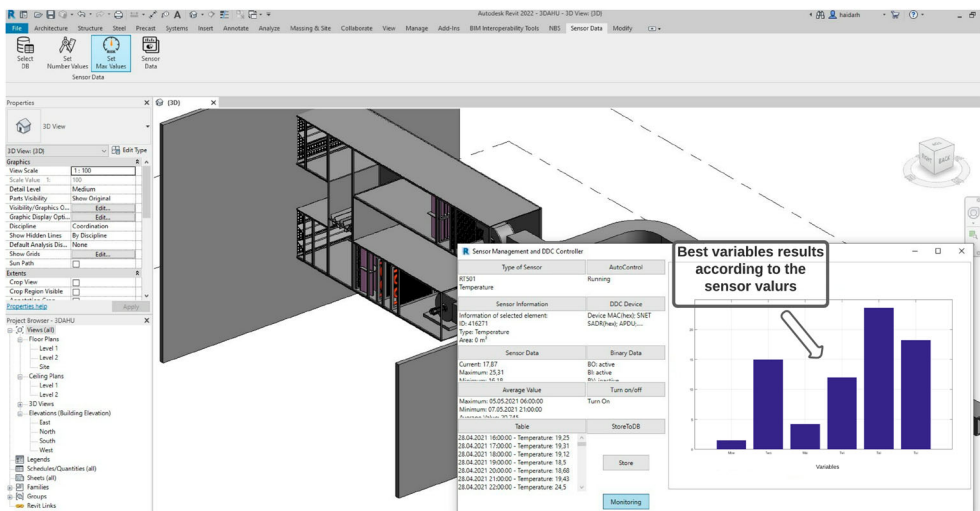 Autodesk Revit 2022 - 3DAHU - 3D View: {3D}
haidarh
File Architecture Structure Steel Precast Systems Insert Annotate Analyze Massing & Site Collaborate View Manage Add-Ins BIM Interoperability Tools NBS Sensor Data Modify
Select DB
Set Number Values
Set Max Values
Sensor Data
Sensor Data
Properties
{3D}
3D View
3D View: {3D}
Edit Type
Graphics
View Scale 1 : 100
Scale Value 1: 100
Detail Level Medium
Parts Visibility Show Original
Visibility/Graphics O... Edit...
Graphic Display Opti... Edit...
Discipline Coordination
Show Hidden Lines By Discipline
Default Analysis Dis... None
Show Grids Edit...
Sun Path
Extents
Crop View
Crop Region Visible
Properties help
Apply
Project Browser - 3DAHU
Views (all)
Floor Plans
Level 1
Level 2
Site
Ceiling Plans
Level 1
Level 2
3D Views
Elevations (Building Elevation)
East
North
South
West
Legends
Schedules/Quantities (all)
Sheets (all)
Families
Groups
Revit Links
RIGHT
BACK
Sensor Management and DDC Controller
Type of Sensor
AutoControl
RT501
Temperature
Running
Sensor Information
DDC Device
Information of selected element:
ID: 416271
Type: Temperature
Area: 0 m²
Device MAC(hex); SNET
SADR(hex); APDU;....
Sensor Data
Binary Data
Current: 17,87
Maximum: 25,31
BO: active
BI: active
Average Value
Turn on/off
Maximum: 05.05.2021 06:00:00
Minimum: 07.05.2021 21:00:00
Turn On
Table
StoreToDB
28.04.2021 16:00:00 - Temperature: 19,25
28.04.2021 17:00:00 - Temperature: 19,31
28.04.2021 18:00:00 - Temperature: 19,12
28.04.2021 19:00:00 - Temperature: 18,5
28.04.2021 20:00:00 - Temperature: 18,68
28.04.2021 21:00:00 - Temperature: 19,43
28.04.2021 22:00:00 - Temperature: 24,5
Store
Monitoring
Best variables results
according to the
sensor valurs
Variables